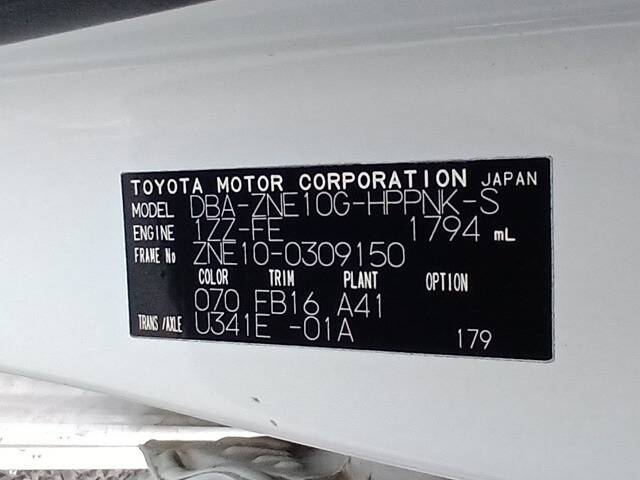 TOYOTA MOTOR CORPORATION JAPAN
MODEL DBA-ZNE10G-HPPNK-S
ENGINE 1ZZ-FE 1794 mL
FRAME No ZNE10-0309150
COLOR TRIM PLANT OPTION
070 FB16 A41
TRANS/AXLE U341E -01A
179